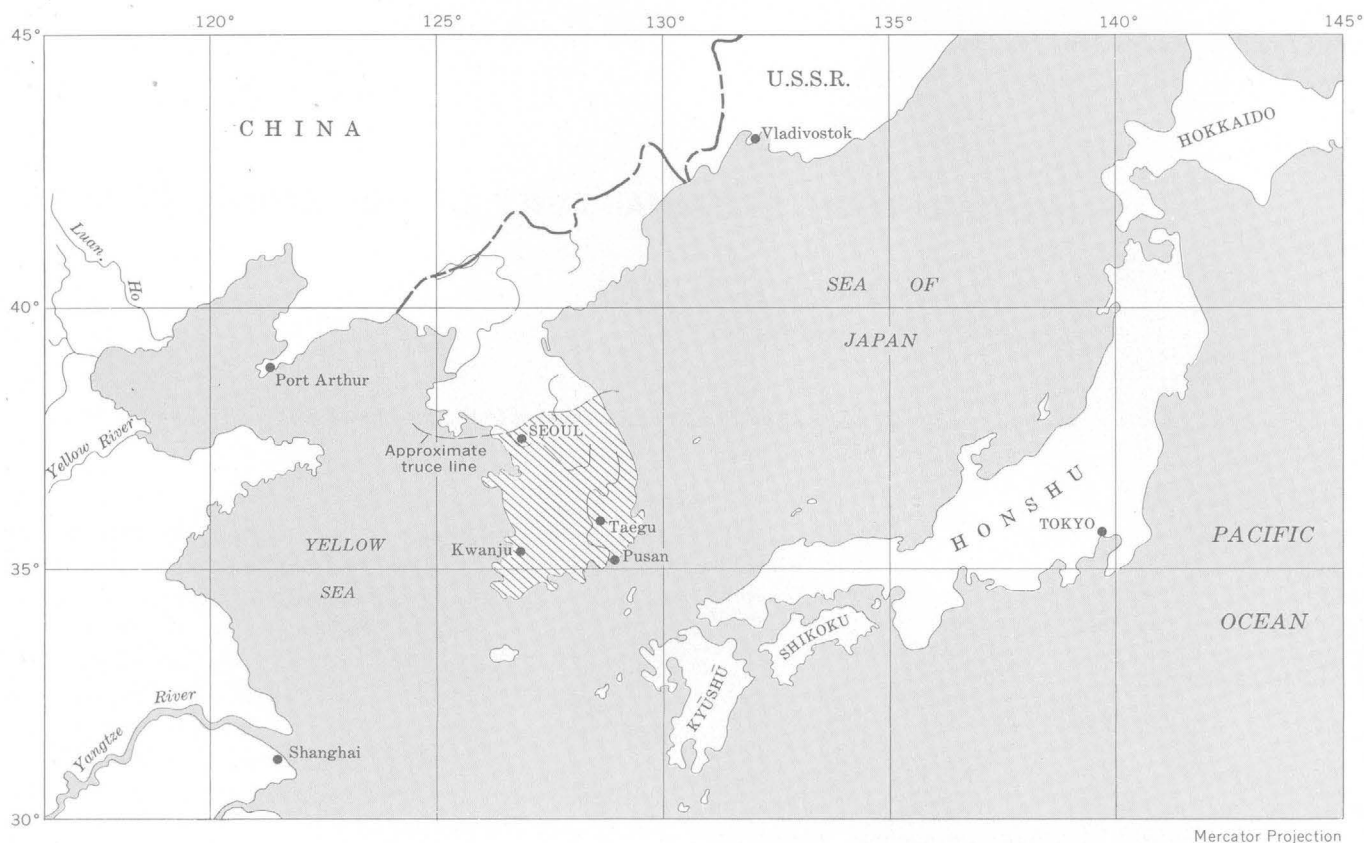 120°
125°
130°
135°
140°
145°
45°
U.S.S.R.
CHINA
Vladivostok
HOKKAIDO
Luan Ho
SEA OF
40°
JAPAN
Port Arthur
Yellow River
SEOUL
Approximate
truce line
HONSHU
TOKYO
Taegu
PACIFIC
YELLOW
Kwanju
Pusan
35°
SEA
OCEAN
SHIKOKU
KYŪSHŪ
Yangtze River
Shanghai
30°
Mercator Projection